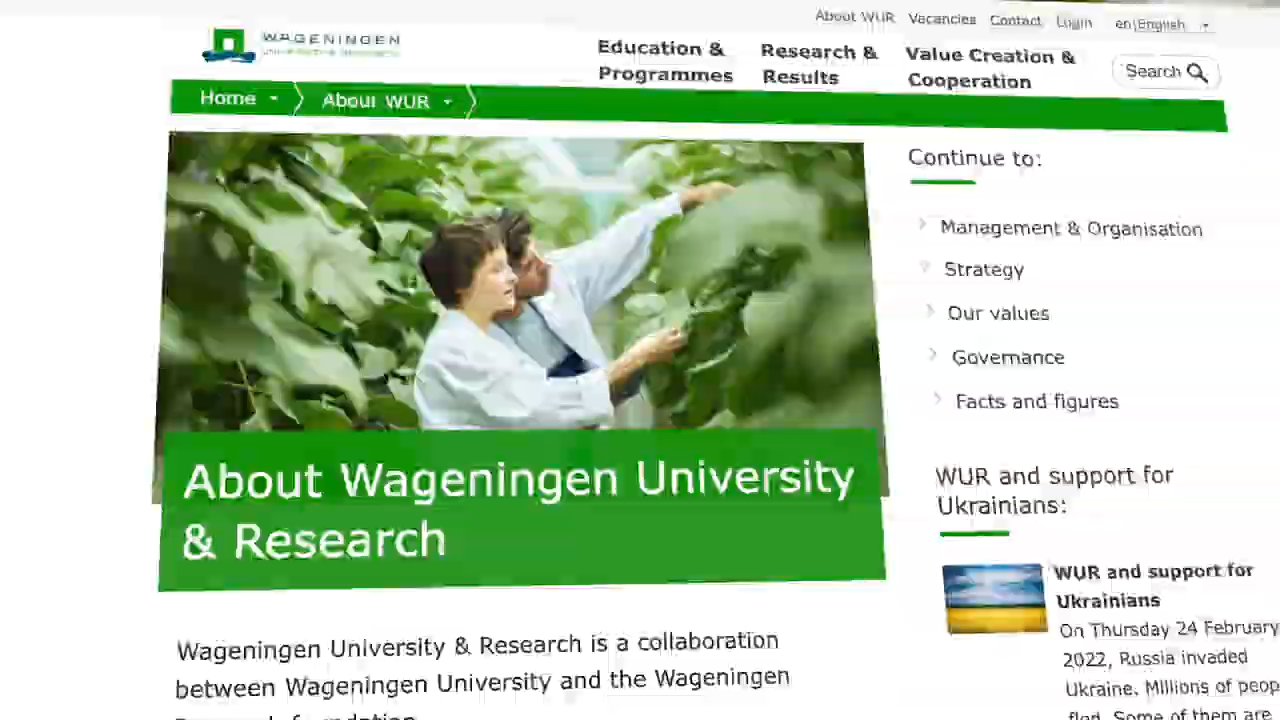 About WUR Vacancies Contact Login en English
WAGENINGEN
Education & Programmes
Research & Results
Value Creation & Cooperation
Search
Home
About WUR
Continue to:
Management & Organisation
Strategy
Our values
Governance
Facts and figures
About Wageningen University
& Research
WUR and support for
Ukrainians:
WUR and support for
Ukrainians
On Thursday 24 February
2022, Russia invaded
Ukraine. Millions of peop
Wageningen University & Research is a collaboration
between Wageningen University and the Wageningen